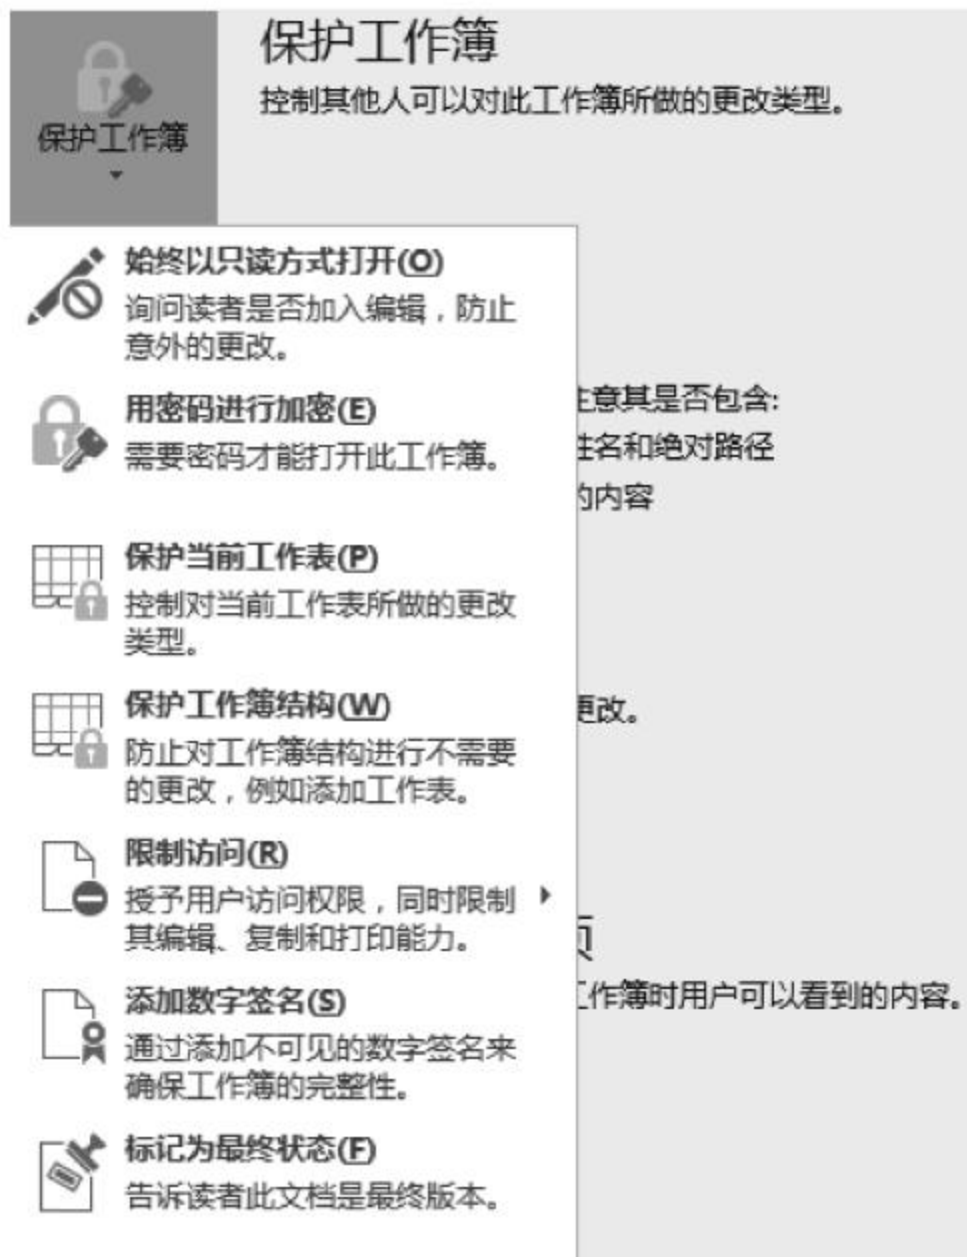 保护工作簿
控制其他人可以对此工作簿所做的更改类型。
保护工作簿
始终以只读方式打开(O)
询问读者是否加入编辑，防止
意外的更改。
用密码进行加密(E)
需要密码才能打开此工作簿。
保护当前工作表(P)
控制对当前工作表所做的更改
类型。
保护工作簿结构(W)
防止对工作簿结构进行不需要
的更改，例如添加工作表。
限制访问(R)
授予用户访问权限，同时限制
其编辑、复制和打印能力。
添加数字签名(S)
通过添加不可见的数字签名来
确保工作簿的完整性。
标记为最终状态(F)
告诉读者此文档是最终版本。
意其是否包含:
名和绝对路径
的内容
更改。
作簿时用户可以看到的内容。